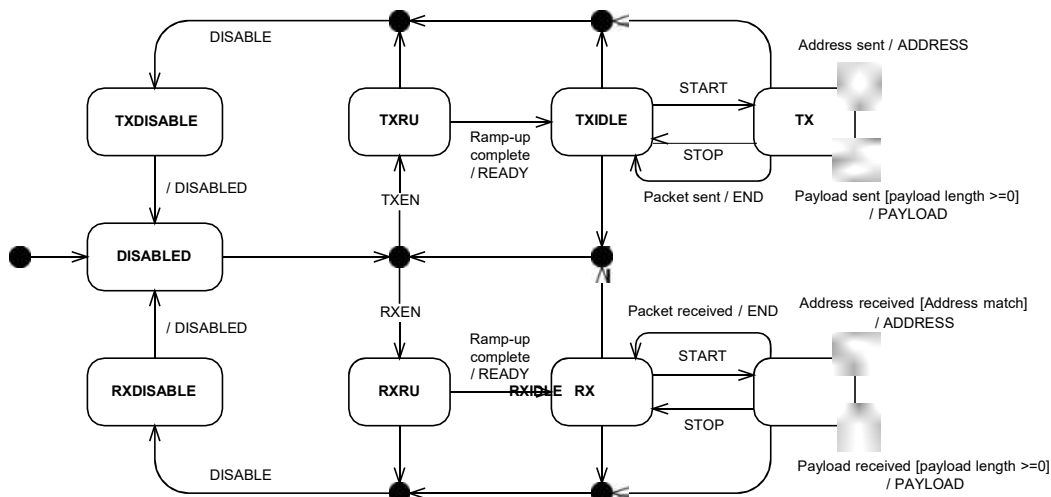 DISABLE
Address sent / ADDRESS
START
TXDISABLE
TXRU
TXIDLE
TX
Ramp-up
complete
/ READY
STOP
/ DISABLED
TXEN
Packet sent / END
Payload sent [payload length >=0]
/ PAYLOAD
DISABLED
RXEN
Packet received / END
Address received [Address match]
/ ADDRESS
/ DISABLED
Ramp-up
complete
/ READY
START
RXDISABLE
RXRU
RXIDLE RX
STOP
DISABLE
Payload received [payload length >=0]
/ PAYLOAD